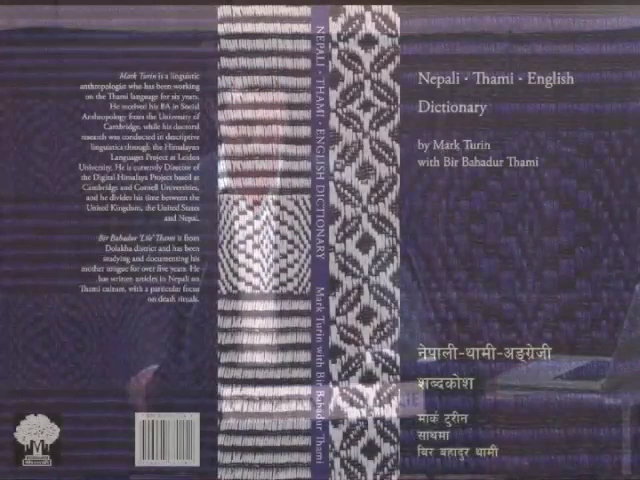 Mark Turin is a linguistic
anthropologist who has been working
on the Thami language for six years.
He received his BA in Social
Anthropology from the University of
Cambridge, while his doctoral
research was conducted in descriptive
linguistics through the Himalayan
Languages Project at Leiden
University. He is currently Director of
the Digital Himalaya Project based at
Cambridge and Cornell Universities,
and he divides his time between the
United Kingdom, the United States
and Nepal.
Bir Bahadur 'Lile' Thami is from
Dolakha district and has been
studying and documenting his
mother tongue for over five years. He
has written articles in Nepali on
Thami culture, with a particular focus
on death rituals.
NEPALI · THAMI · ENGLISH DICTIONARY Mark Turin with Bir Bahadur Thami
Nepali · Thami · English
Dictionary
by Mark Turin
with Bir Bahadur Thami
नेपाली-थामी-अङ्ग्रेजी
शब्दकोश
मार्क टुरीन
साथमा
बिर बहादुर थामी